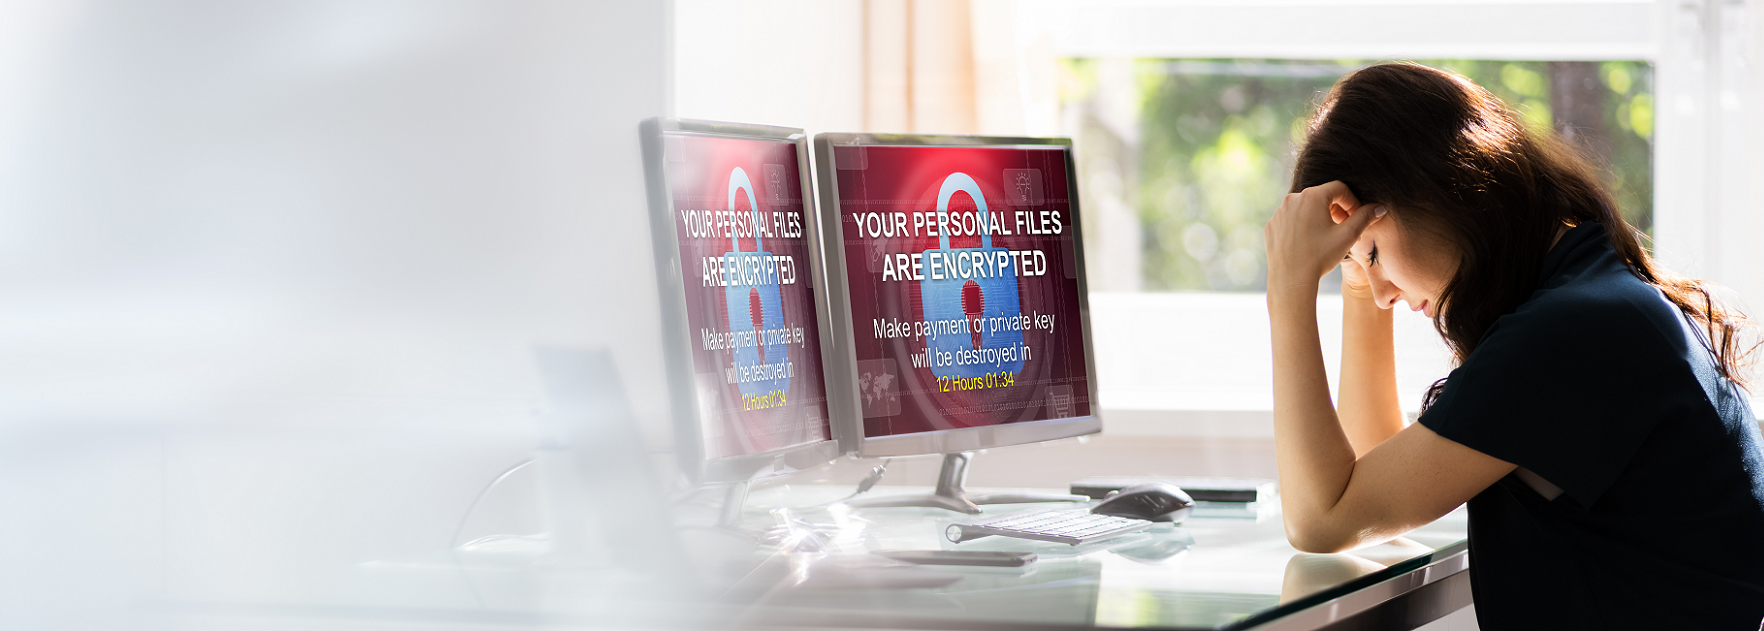 YOUR PERSONAL FILES
ARE ENCRYPTED
Make payment or private key
will be destroyed in
12 Hours 01:34
YOUR PERSONAL FILES
ARE ENCRYPTED
Make payment or private key
will be destroyed in
12 Hours 01:34